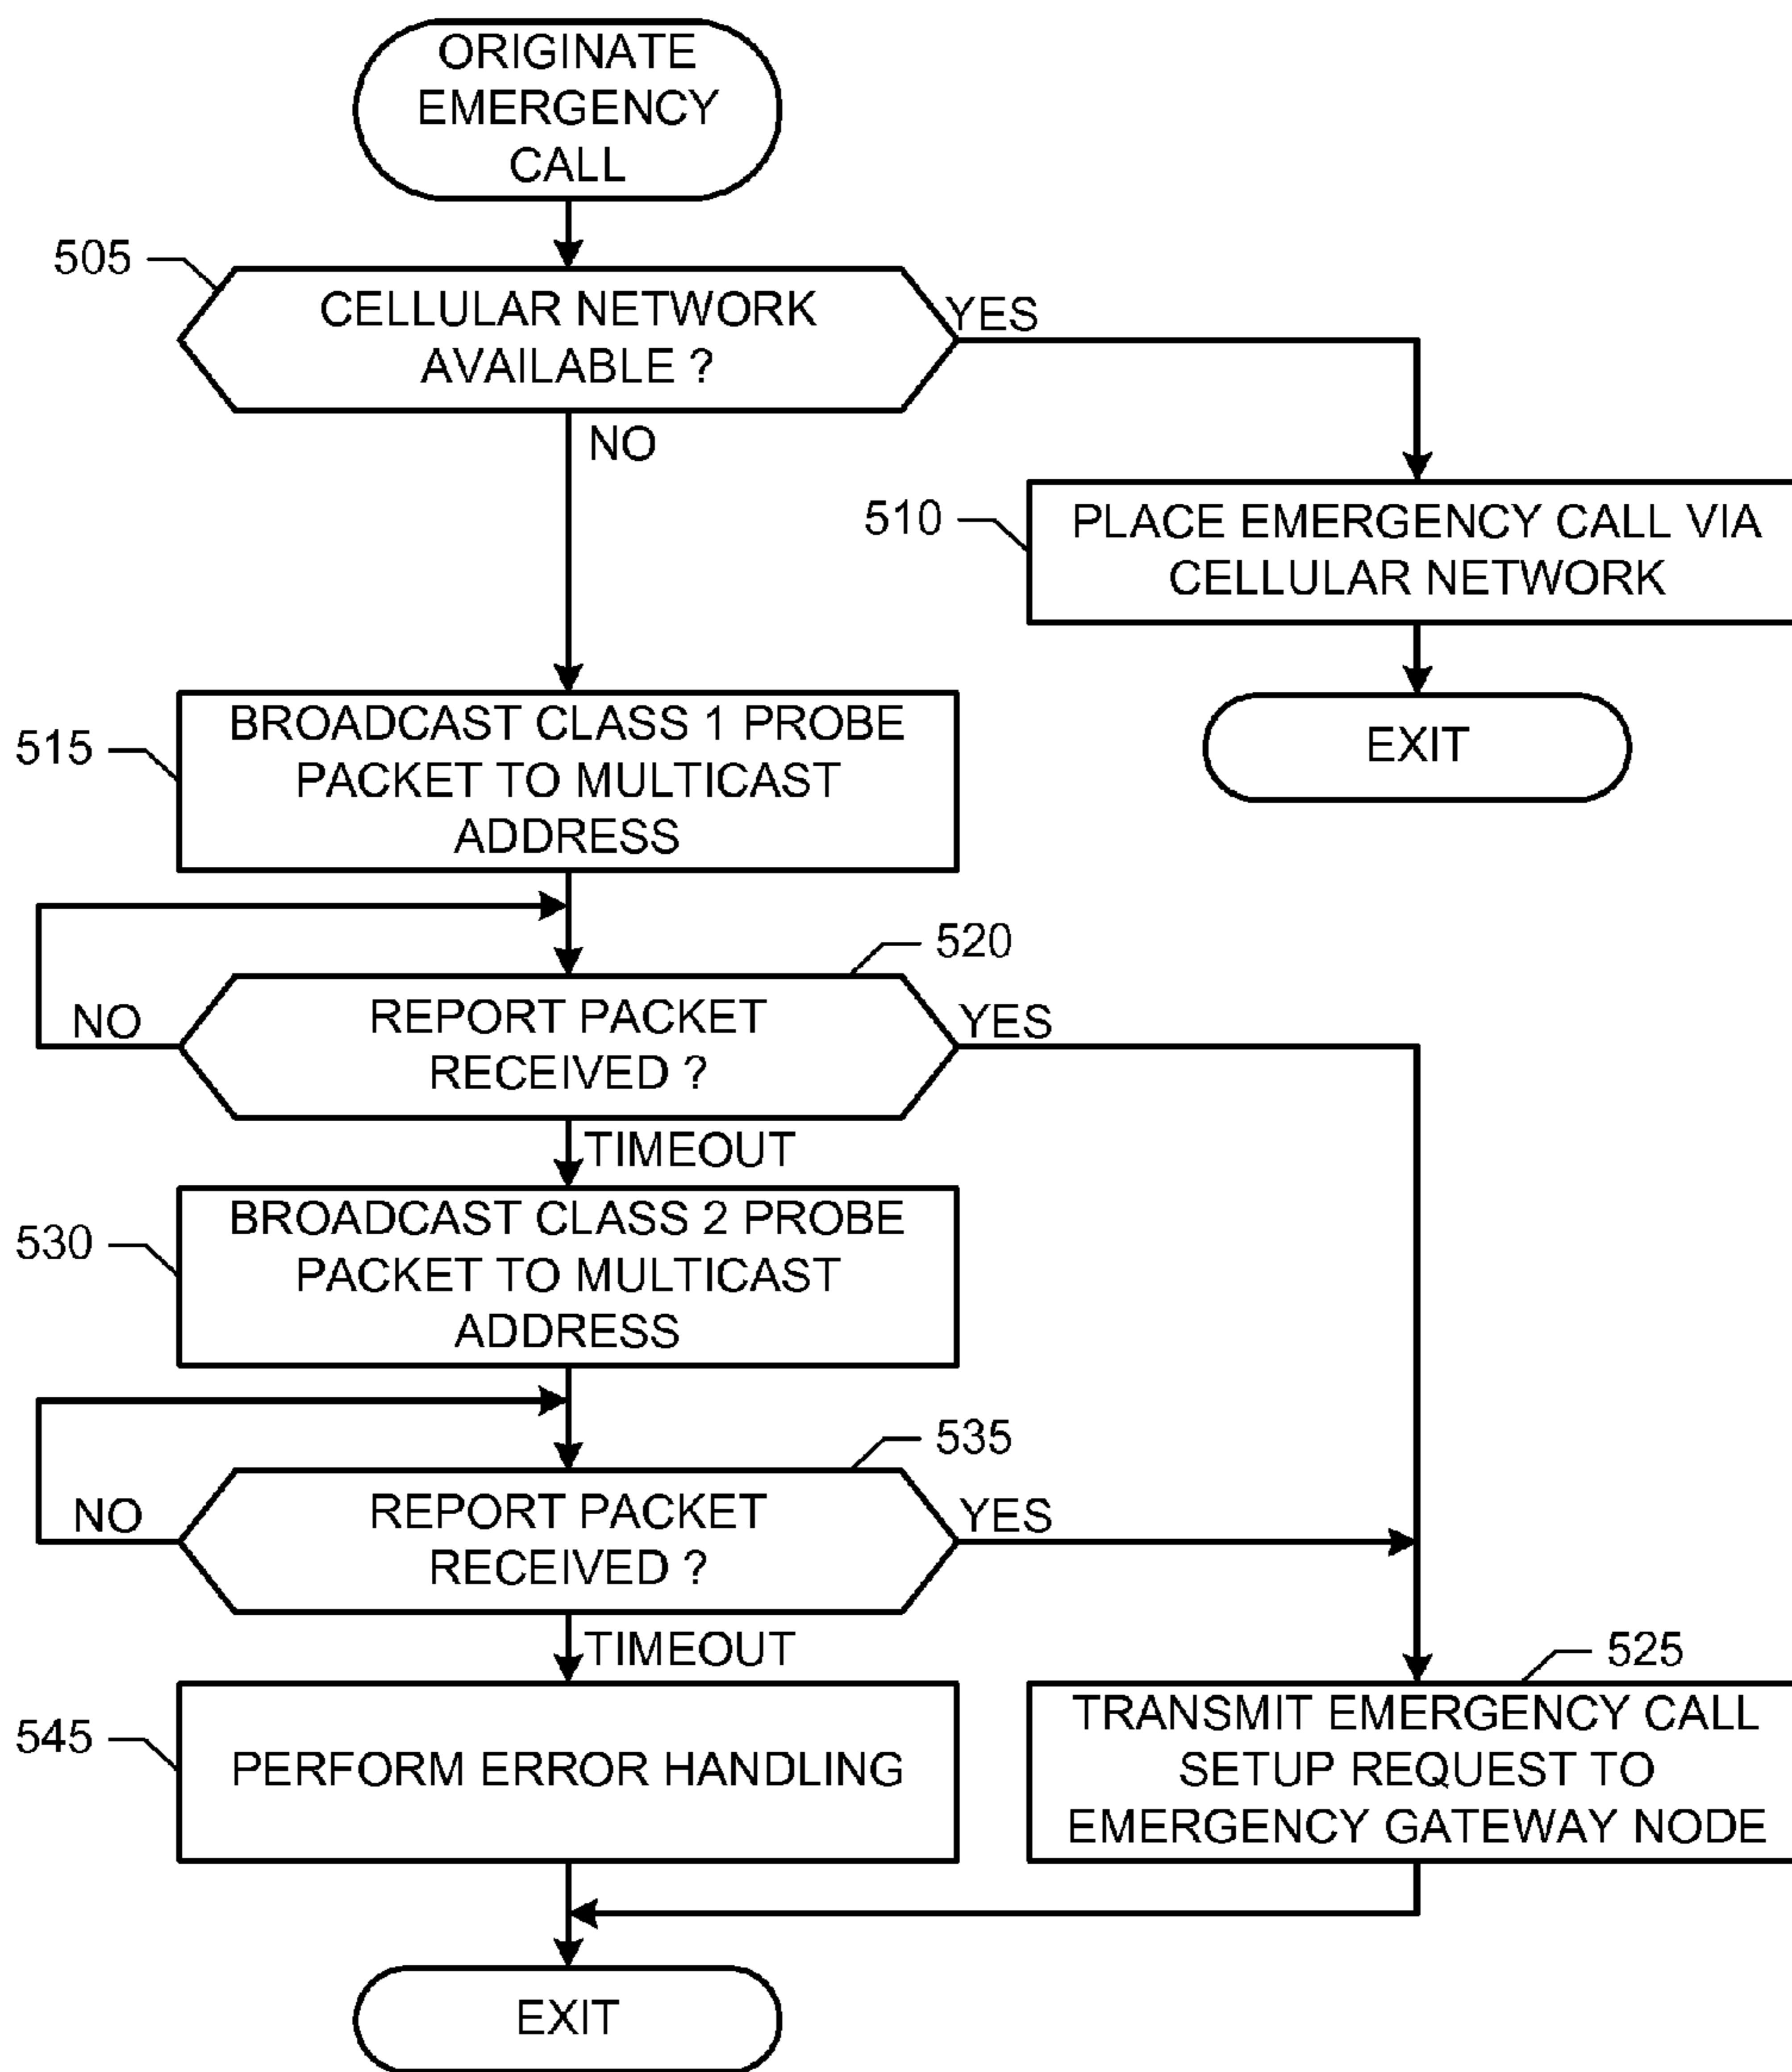 ORIGINATE
EMERGENCY
CALL
505
CELLULAR NETWORK
AVAILABLE ?
YES
NO
510
PLACE EMERGENCY CALL VIA
CELLULAR NETWORK
EXIT
515
BROADCAST CLASS 1 PROBE
PACKET TO MULTICAST
ADDRESS
520
NO
REPORT PACKET
RECEIVED ?
YES
TIMEOUT
530
BROADCAST CLASS 2 PROBE
PACKET TO MULTICAST
ADDRESS
535
NO
REPORT PACKET
RECEIVED ?
YES
TIMEOUT
545
PERFORM ERROR HANDLING
525
TRANSMIT EMERGENCY CALL
SETUP REQUEST TO
EMERGENCY GATEWAY NODE
EXIT